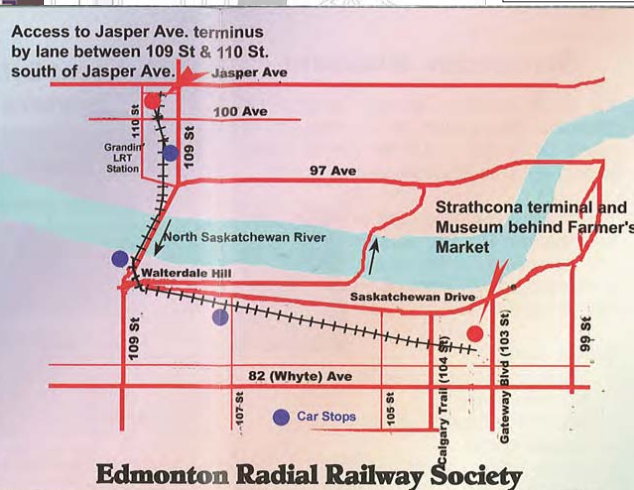 Access to Jasper Ave. terminus
by lane between 109 St & 110 St.
south of Jasper Ave.
Jasper Ave
110 St
100 Ave
109 St
Grandin
LRT
Station
97 Ave
Strathcona terminal and
Museum behind Farmer's
Market
North Saskatchewan River
Walterdale Hill
Saskatchewan Drive
109 St
107 St
105 St
Calgary Trail (104 St)
Gateway Blvd (103 St)
99 St
82 (Whyte) Ave
Car Stops
Edmonton Radial Railway Society